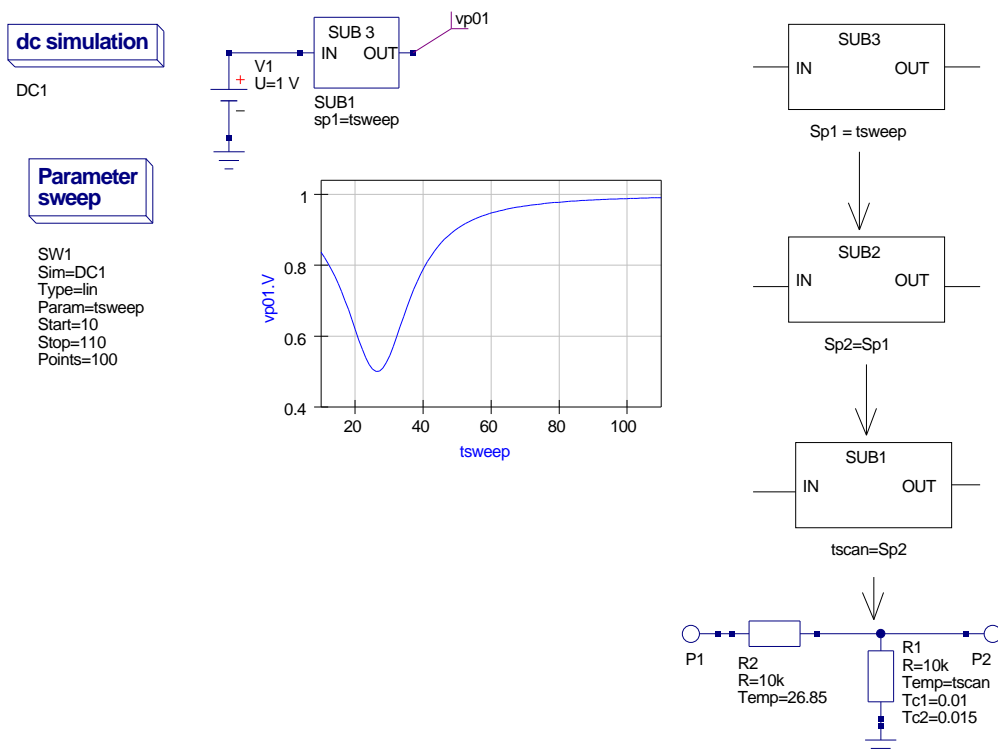 dc simulation
DC1
Parameter
sweep
SW1
Sim=DC1
Type=lin
Param=tsweep
Start=10
Stop=110
Points=100
V1
U=1 V
+
–
SUB 3
IN OUT
SUB1
sp1=tsweep
vp01
vp01.V
1
0.8
0.6
0.4
20 40 60 80 100
tsweep
SUB3
IN OUT
Sp1 = tsweep
SUB2
IN OUT
Sp2=Sp1
SUB1
IN OUT
tscan=Sp2
P1
R2
R=10k
Temp=26.85
R1
R=10k
Temp=tscan
Tc1=0.01
Tc2=0.015
P2